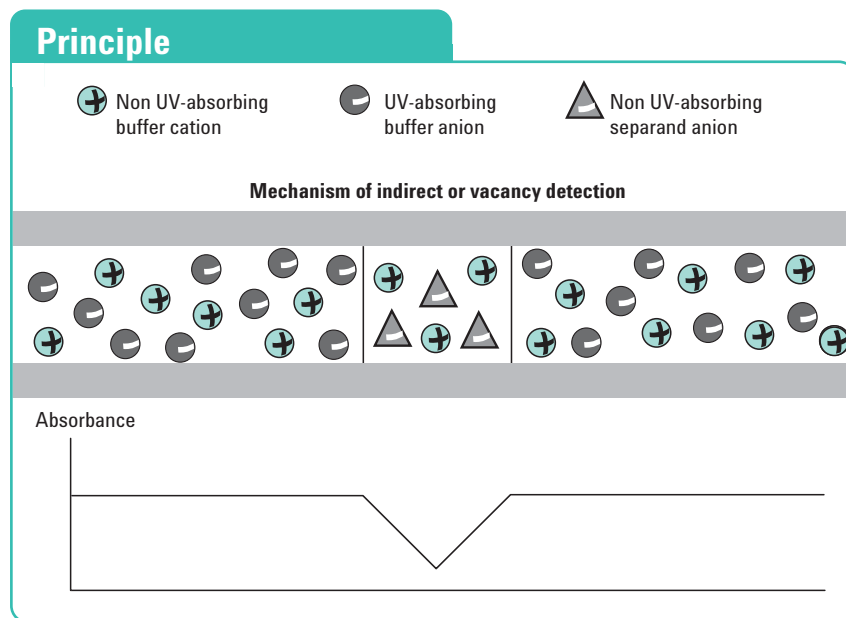 Principle
Non UV-absorbing
buffer cation
UV-absorbing
buffer anion
Non UV-absorbing
separand anion
Mechanism of indirect or vacancy detection
Absorbance